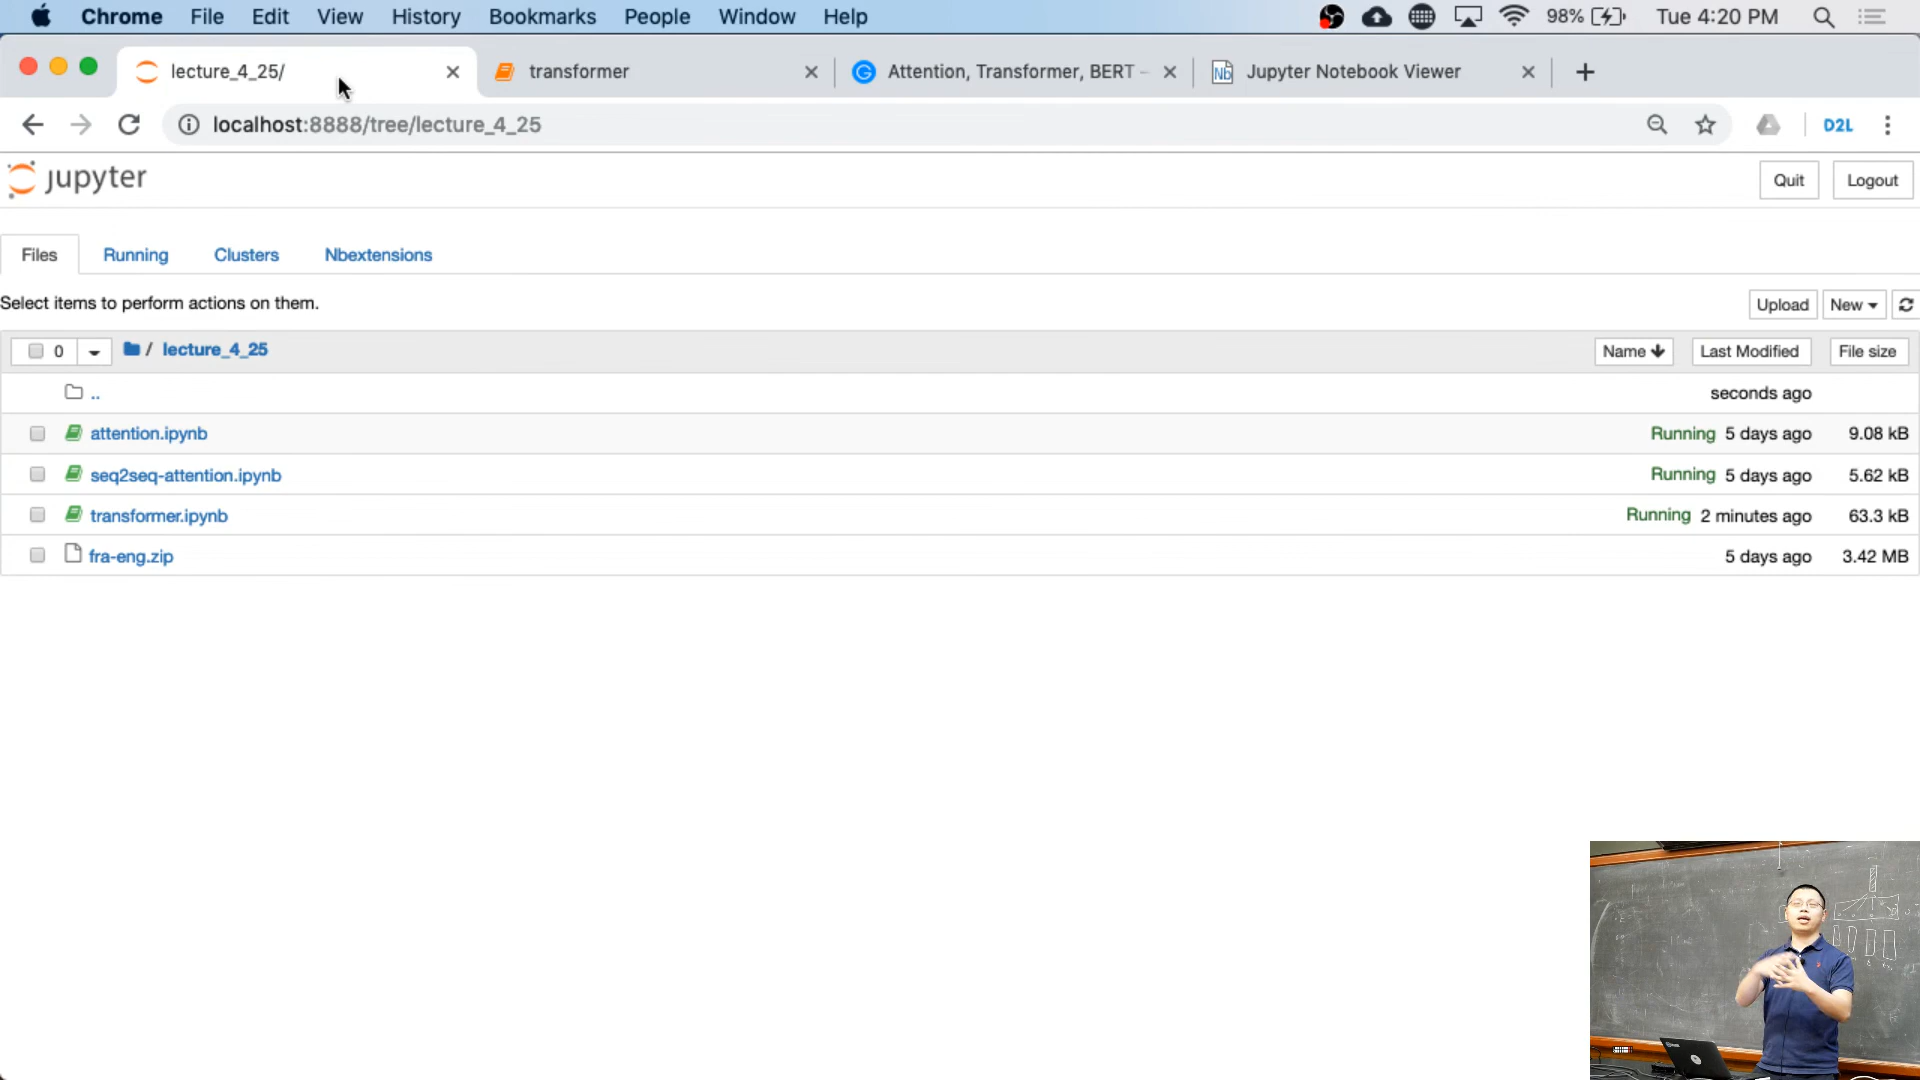 Chrome File Edit View History Bookmarks People Window Help 98% Tue 4:20 PM
lecture_4_25/ transformer Attention, Transformer, BERT – Nb Jupyter Notebook Viewer
localhost:8888/tree/lecture_4_25 D2L
jupyter Quit Logout
Files Running Clusters Nbextensions
Select items to perform actions on them. Upload New
0 / lecture_4_25 Name Last Modified File size
.. seconds ago
attention.ipynb Running 5 days ago 9.08 kB
seq2seq-attention.ipynb Running 5 days ago 5.62 kB
transformer.ipynb Running 2 minutes ago 63.3 kB
fra-eng.zip 5 days ago 3.42 MB